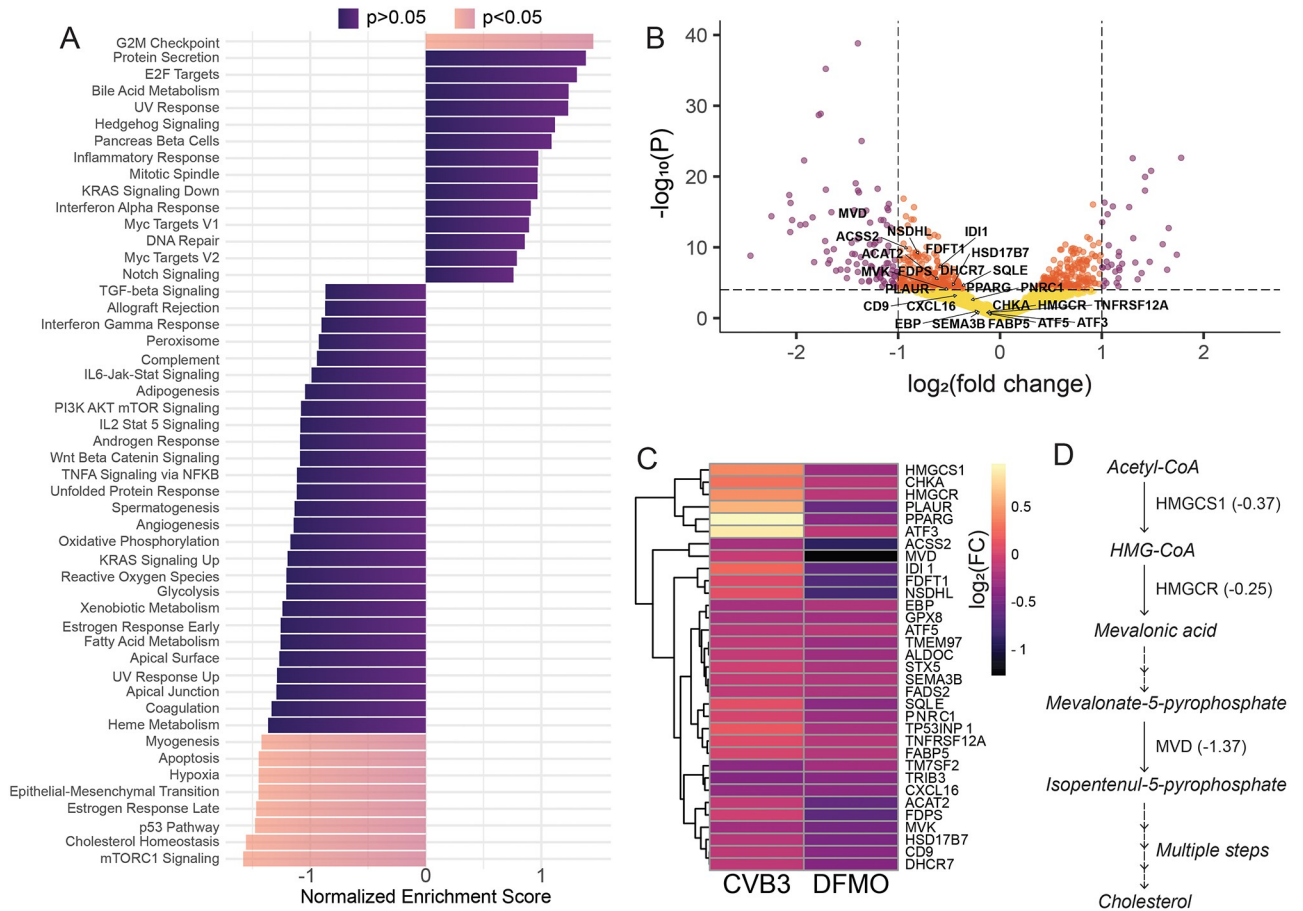 A
p>0.05
p<0.05
G2M Checkpoint
Protein Secretion
E2F Targets
Bile Acid Metabolism
UV Response
Hedgehog Signaling
Pancreas Beta Cells
Inflammatory Response
Mitotic Spindle
KRAS Signaling Down
Interferon Alpha Response
Myc Targets V1
DNA Repair
Myc Targets V2
Notch Signaling
TGF-beta Signaling
Allograft Rejection
Interferon Gamma Response
Peroxisome
Complement
IL6-Jak-Stat Signaling
Adipogenesis
PI3K AKT mTOR Signaling
IL2 Stat 5 Signaling
Androgen Response
Wnt Beta Catenin Signaling
TNFA Signaling via NFKB
Unfolded Protein Response
Spermatogenesis
Angiogenesis
Oxidative Phosphorylation
KRAS Signaling Up
Reactive Oxygen Species
Glycolysis
Xenobiotic Metabolism
Estrogen Response Early
Fatty Acid Metabolism
Apical Surface
UV Response Up
Apical Junction
Coagulation
Heme Metabolism
Myogenesis
Apoptosis
Hypoxia
Epithelial-Mesenchymal Transition
Estrogen Response Late
p53 Pathway
Cholesterol Homeostasis
mTORC1 Signaling
-1 0 1
Normalized Enrichment Score
B
40
30
20
10
0
-log₁₀(P)
MVD
ACSS2 NSDHL IDI1
ACAT2 FDFT1 HSD17B7
MVK FDPS DHCR7 SQLE
PLAUR PPARG PNRC1
CD9 CXCL16 CHKA HMGCR TNFRSF12A
EBP SEMA3B FABP5 ATF5 ATF3
-2 -1 0 1 2
log₂(fold change)
C
HMGCS1
CHKA
HMGCR
PLAUR
PPARG
ATF3
ACSS2
MVD
IDI 1
FDFT1
NSDHL
EBP
GPX8
ATF5
TMEM97
ALDOC
STX5
SEMA3B
FADS2
SQLE
PNRC1
TP53INP 1
TNFRSF12A
FABP5
TM7SF2
TRIB3
CXCL16
ACAT2
FDPS
MVK
HSD17B7
CD9
DHCR7
CVB3 DFMO
log₂(FC)
0.5
0
-0.5
- 1
D
Acetyl-CoA
HMGCS1 (-0.37)
HMG-CoA
HMGCR (-0.25)
Mevalonic acid
Mevalonate-5-pyrophosphate
MVD (-1.37)
Isopentenul-5-pyrophosphate
Multiple steps
Cholesterol